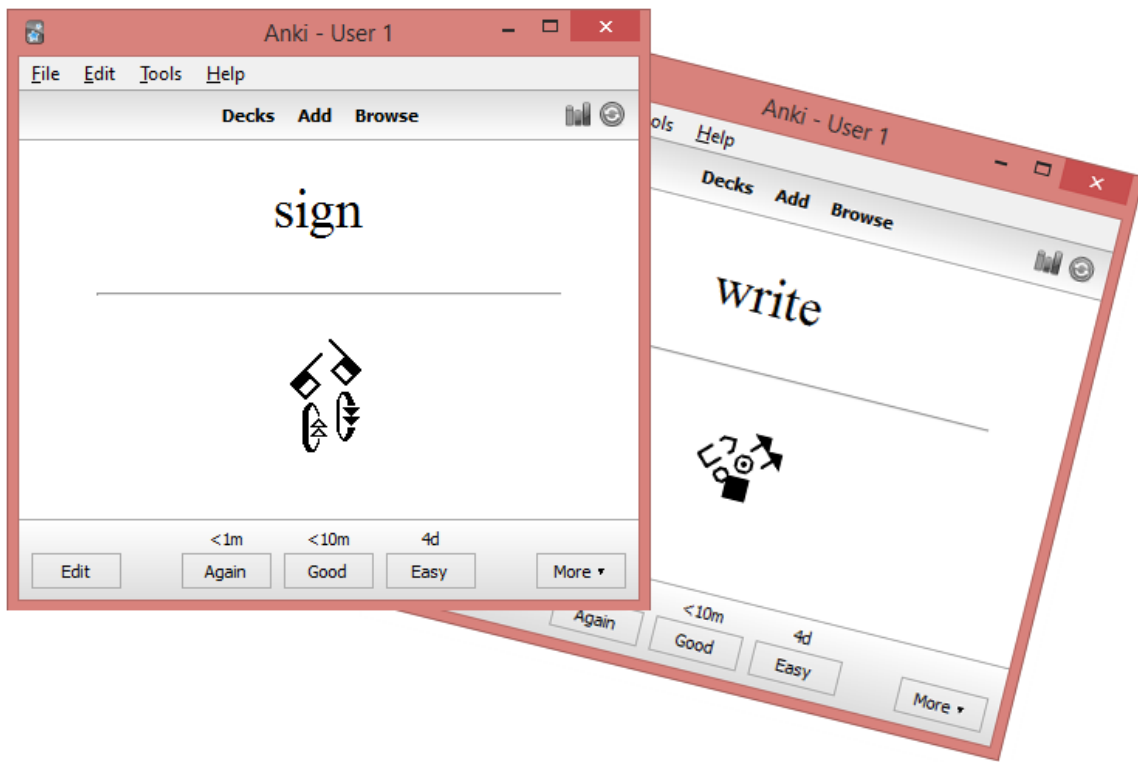 Anki - User 1
File Edit Tools Help
Decks Add Browse
sign
<1m <10m 4d
Edit Again Good Easy More
Anki - User 1
ols Help
Decks Add Browse
write
<10m 4d
Again Good Easy More